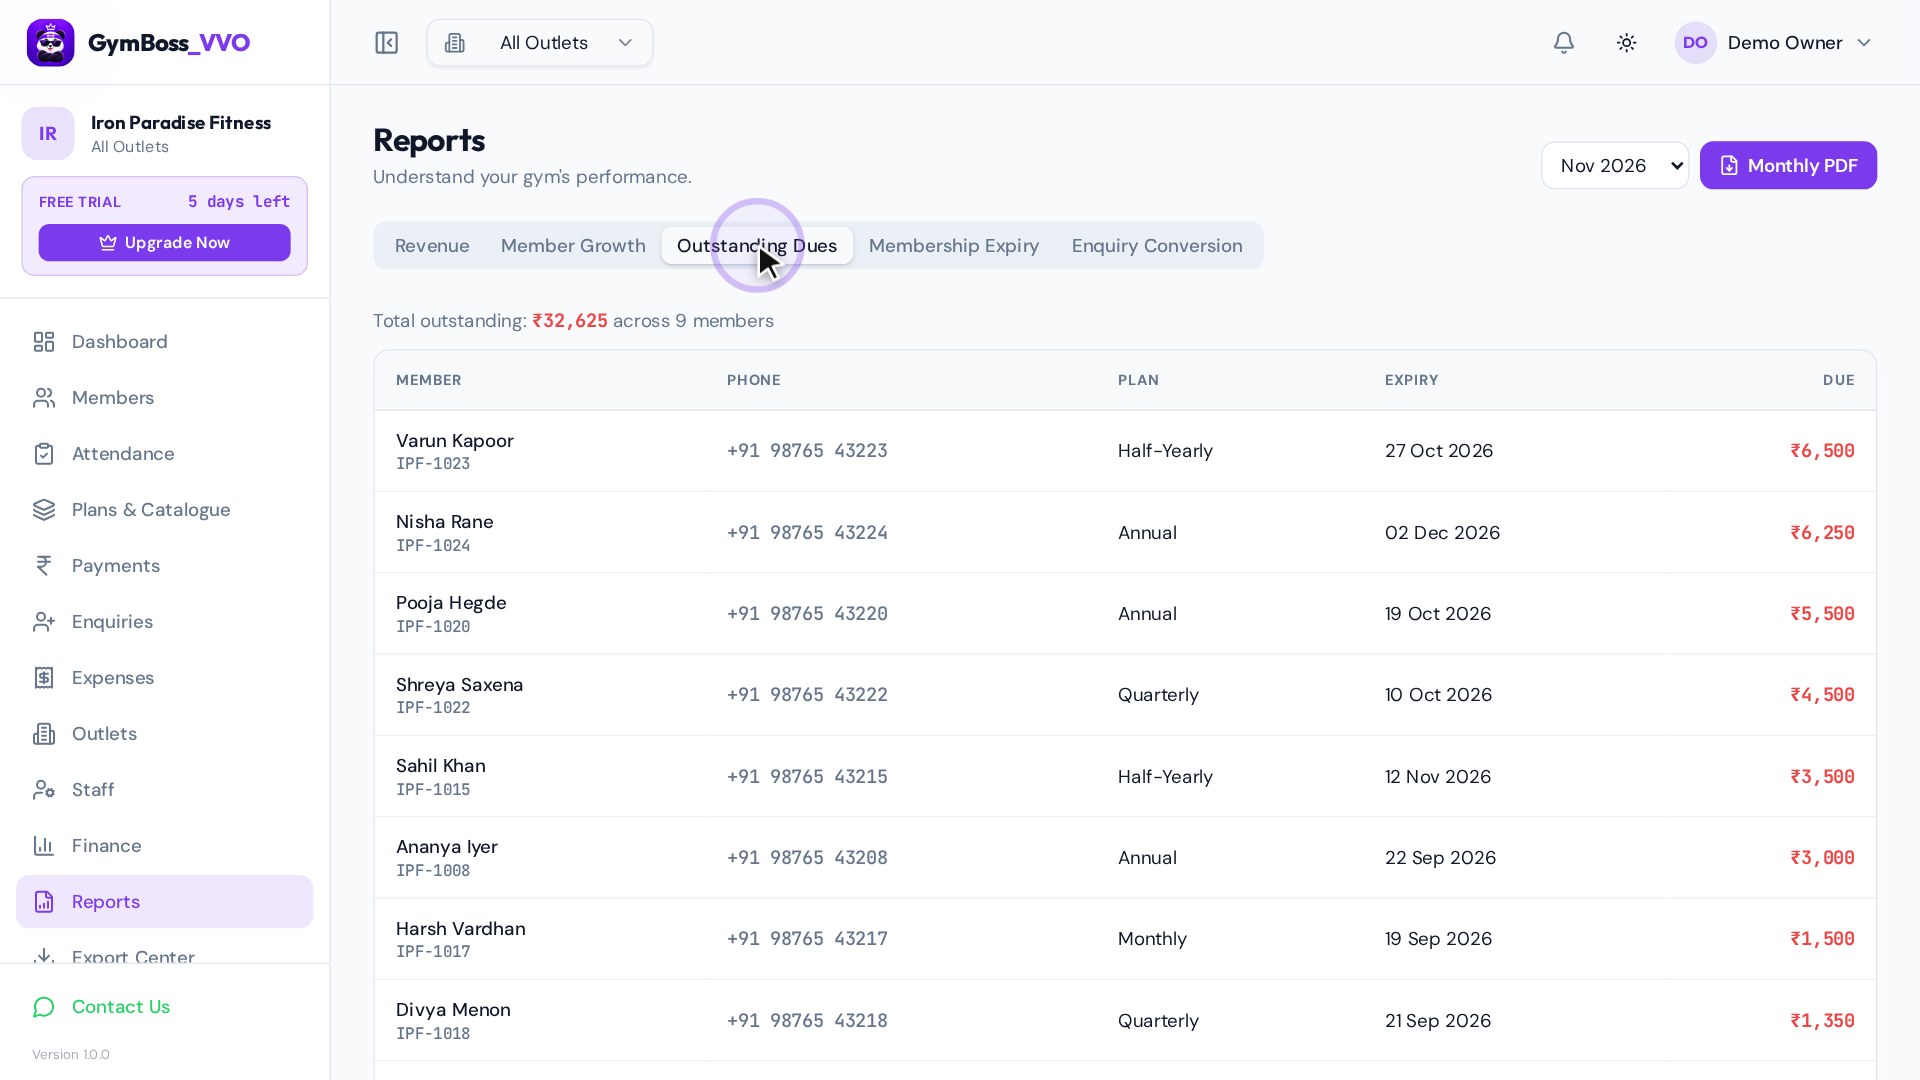 GymBoss_VVO
All Outlets
DO Demo Owner
IR
Iron Paradise Fitness
All Outlets
FREE TRIAL 5 days left
Upgrade Now
Dashboard
Members
Attendance
Plans & Catalogue
Payments
Enquiries
Expenses
Outlets
Staff
Finance
Reports
Export Center
Contact Us
Version 1.0.0
Reports
Understand your gym's performance.
Nov 2026
Monthly PDF
Revenue Member Growth Outstanding Dues Membership Expiry Enquiry Conversion
Total outstanding: ₹32,625 across 9 members
MEMBER PHONE PLAN EXPIRY DUE
Varun Kapoor
IPF-1023
+91 98765 43223 Half-Yearly 27 Oct 2026 ₹6,500
Nisha Rane
IPF-1024
+91 98765 43224 Annual 02 Dec 2026 ₹6,250
Pooja Hegde
IPF-1020
+91 98765 43220 Annual 19 Oct 2026 ₹5,500
Shreya Saxena
IPF-1022
+91 98765 43222 Quarterly 10 Oct 2026 ₹4,500
Sahil Khan
IPF-1015
+91 98765 43215 Half-Yearly 12 Nov 2026 ₹3,500
Ananya Iyer
IPF-1008
+91 98765 43208 Annual 22 Sep 2026 ₹3,000
Harsh Vardhan
IPF-1017
+91 98765 43217 Monthly 19 Sep 2026 ₹1,500
Divya Menon
IPF-1018
+91 98765 43218 Quarterly 21 Sep 2026 ₹1,350